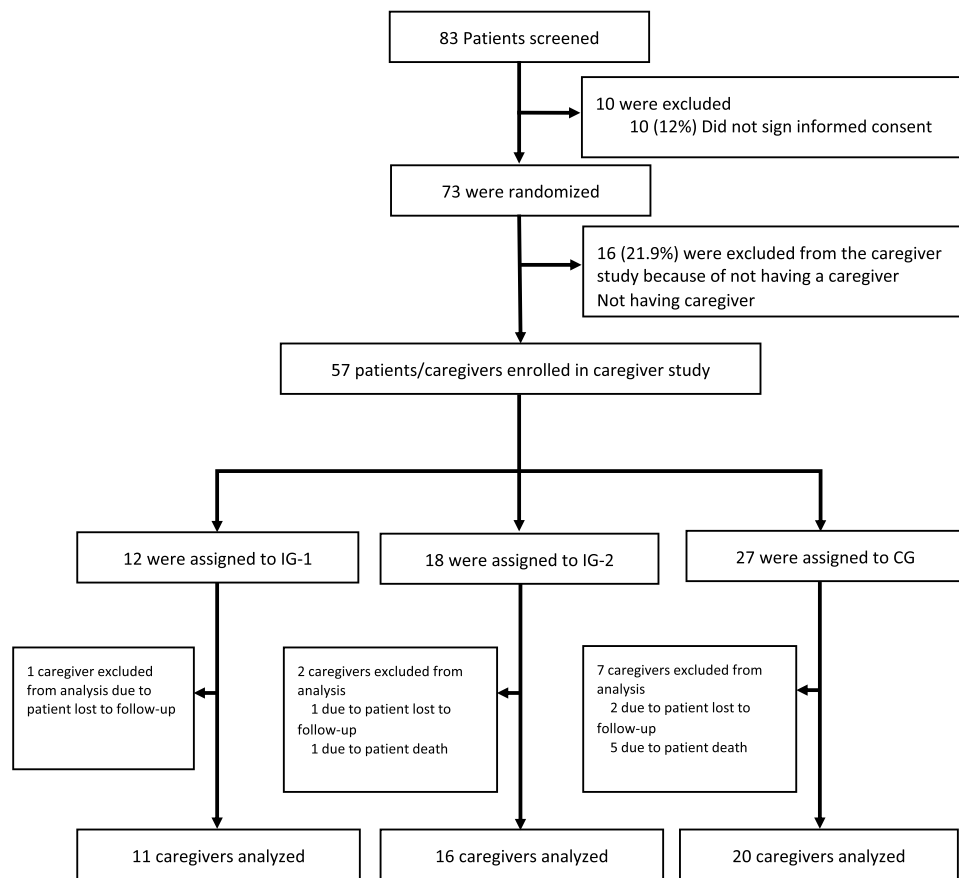 83 Patients screened
10 were excluded
10 (12%) Did not sign informed consent
73 were randomized
16 (21.9%) were excluded from the caregiver
study because of not having a caregiver
Not having caregiver
57 patients/caregivers enrolled in caregiver study
12 were assigned to IG-1
18 were assigned to IG-2
27 were assigned to CG
1 caregiver excluded
from analysis due to
patient lost to follow-up
2 caregivers excluded from
analysis
1 due to patient lost to
follow-up
1 due to patient death
7 caregivers excluded from
analysis
2 due to patient lost to
follow-up
5 due to patient death
11 caregivers analyzed
16 caregivers analyzed
20 caregivers analyzed